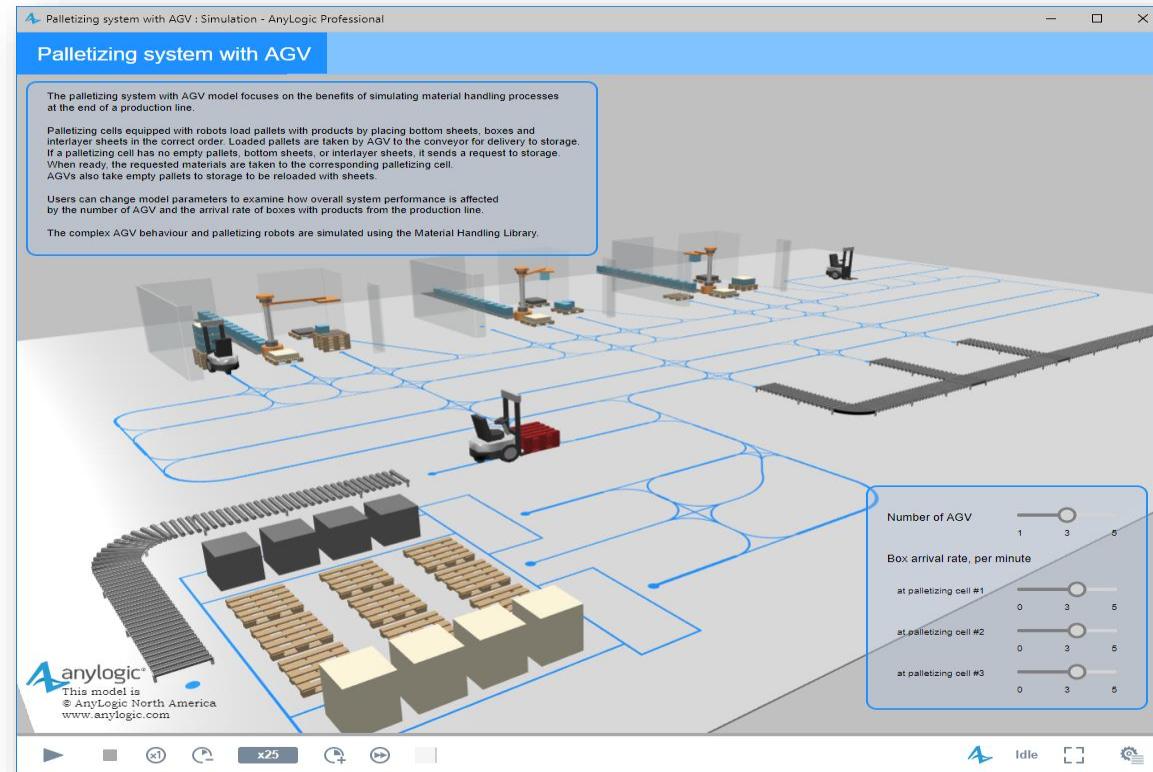 Palletizing system with AGV : Simulation - AnyLogic Professional
Palletizing system with AGV
The palletizing system with AGV model focuses on the benefits of simulating material handling processes
at the end of a production line.
Palletizing cells equipped with robots load pallets with products by placing bottom sheets, boxes and
interlayer sheets in the correct order. Loaded pallets are taken by AGV to the conveyor for delivery to storage.
If a palletizing cell has no empty pallets, bottom sheets, or interlayer sheets, it sends a request to storage.
When ready, the requested materials are taken to the corresponding palletizing cell.
AGVs also take empty pallets to storage to be reloaded with sheets.
Users can change model parameters to examine how overall system performance is affected
by the number of AGV and the arrival rate of boxes with products from the production line.
The complex AGV behaviour and palletizing robots are simulated using the Material Handling Library.
Number of AGV
1 3 5
Box arrival rate, per minute
at palletizing cell #1
0 3 5
at palletizing cell #2
0 3 5
at palletizing cell #3
0 3 5
anylogic®
This model is
© AnyLogic North America
www.anylogic.com
x1
x25
Idle